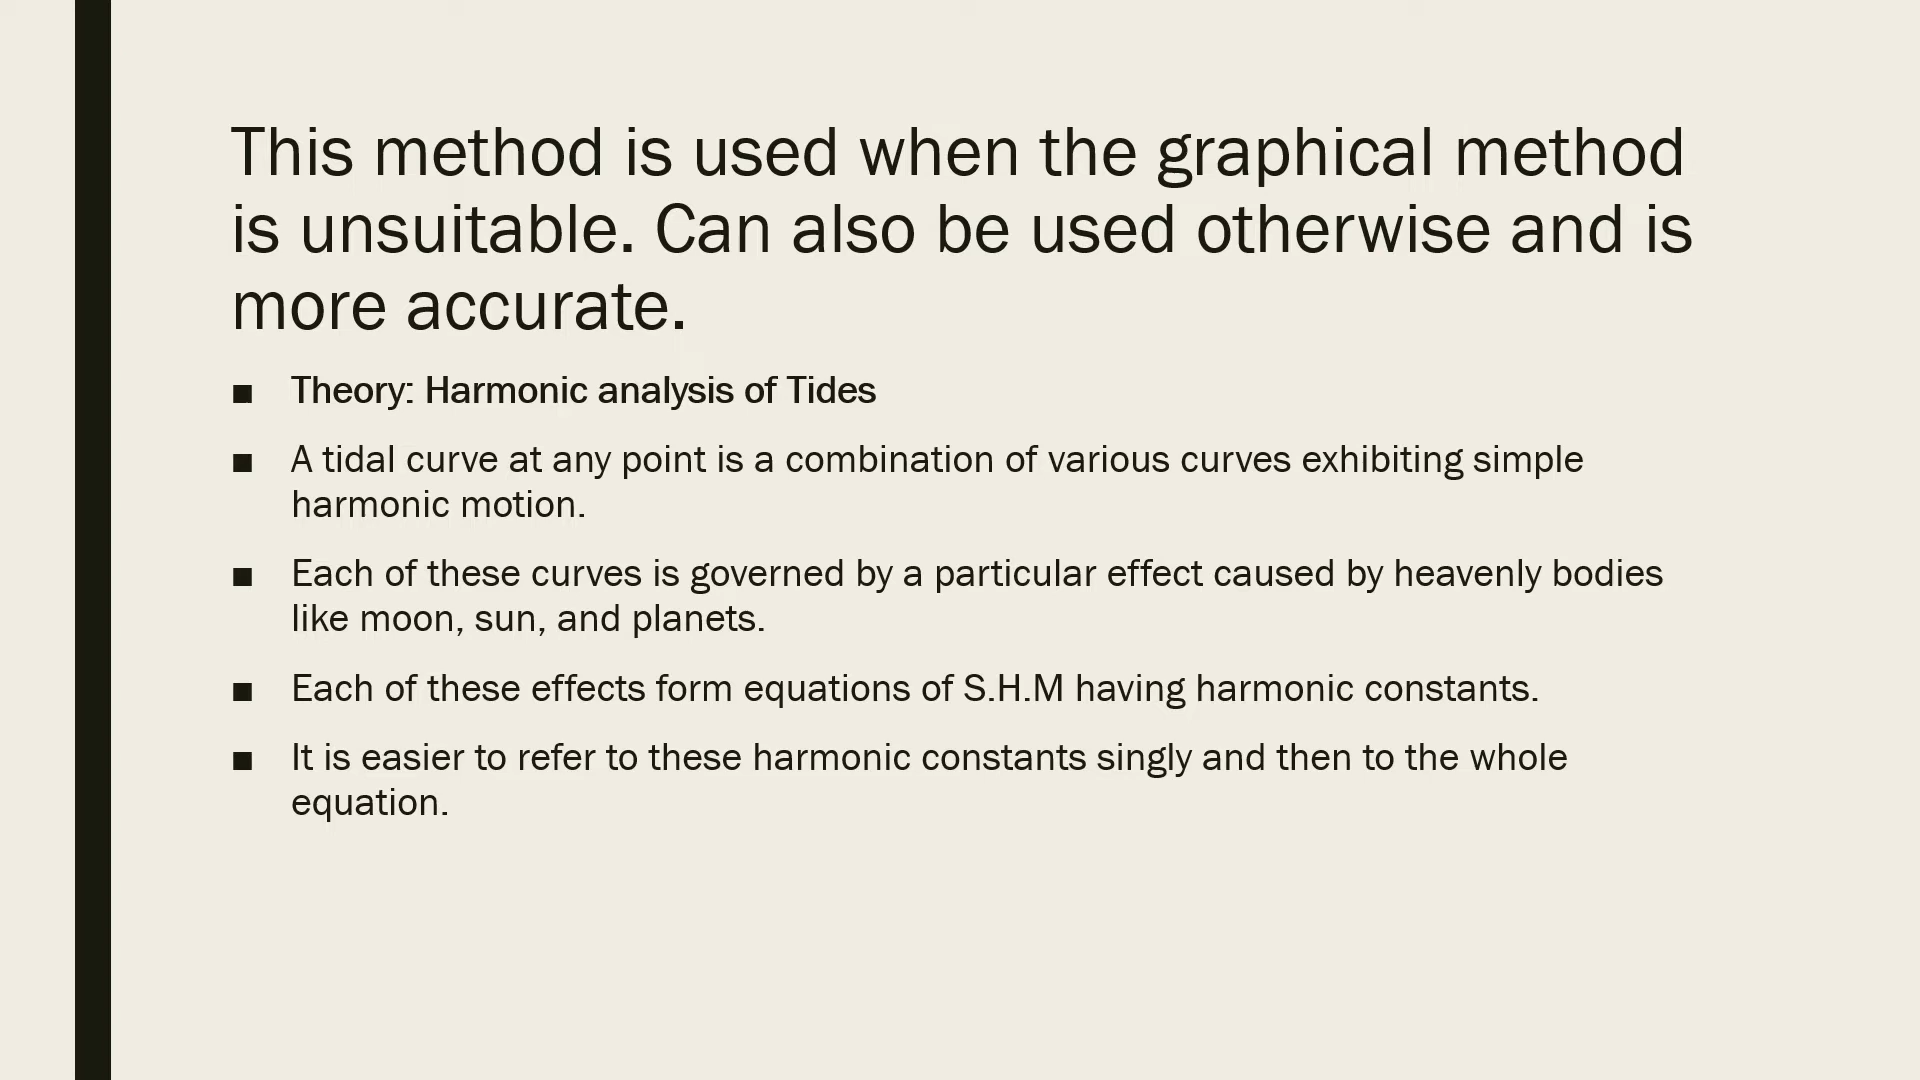 This method is used when the graphical method
is unsuitable. Can also be used otherwise and is
more accurate.
■ Theory: Harmonic analysis of Tides
■ A tidal curve at any point is a combination of various curves exhibiting simple
harmonic motion.
■ Each of these curves is governed by a particular effect caused by heavenly bodies
like moon, sun, and planets.
■ Each of these effects form equations of S.H.M having harmonic constants.
■ It is easier to refer to these harmonic constants singly and then to the whole
equation.